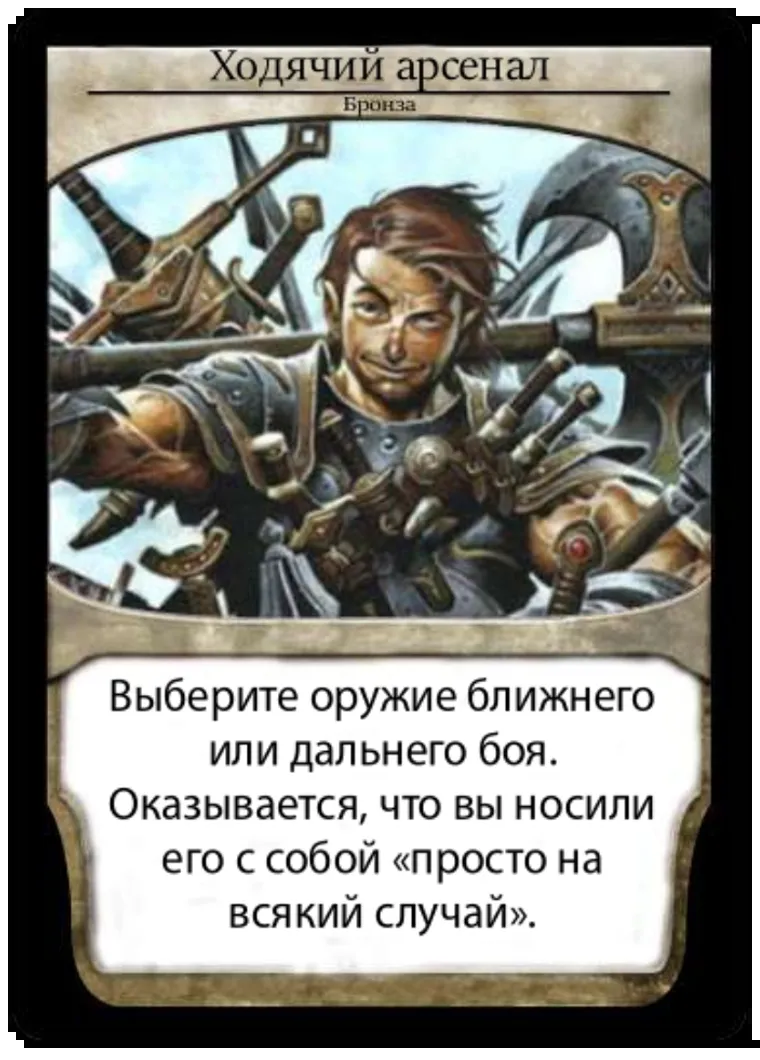 Ходячий арсенал
Бронза
Выберите оружие ближнего
или дальнего боя.
Оказывается, что вы носили
его с собой «просто на
всякий случай».